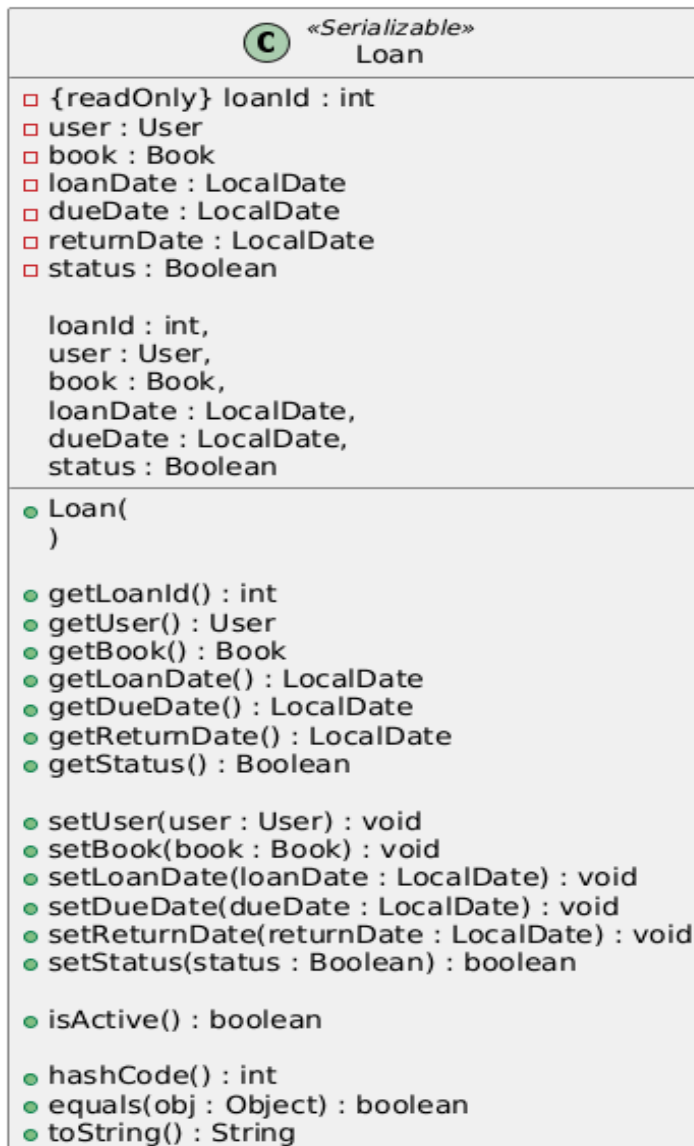 C «Serializable»
Loan
{readOnly} loanId : int
user : User
book : Book
loanDate : LocalDate
dueDate : LocalDate
returnDate : LocalDate
status : Boolean
loanId : int,
user : User,
book : Book,
loanDate : LocalDate,
dueDate : LocalDate,
status : Boolean
Loan(
)
getLoanId() : int
getUser() : User
getBook() : Book
getLoanDate() : LocalDate
getDueDate() : LocalDate
getReturnDate() : LocalDate
getStatus() : Boolean
setUser(user : User) : void
setBook(book : Book) : void
setLoanDate(loanDate : LocalDate) : void
setDueDate(dueDate : LocalDate) : void
setReturnDate(returnDate : LocalDate) : void
setStatus(status : Boolean) : boolean
isActive() : boolean
hashCode() : int
equals(obj : Object) : boolean
toString() : String